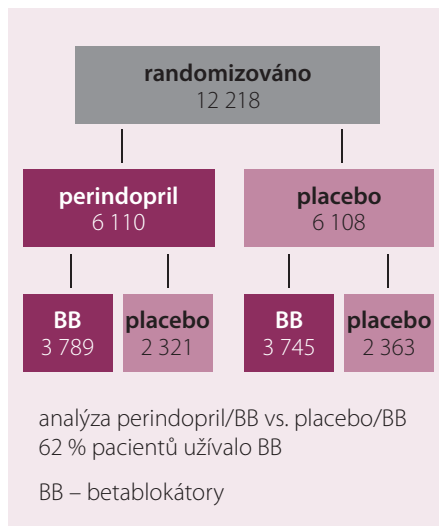 randomizováno
12 218
perindopril
6 110
placebo
6 108
BB
3 789
placebo
2 321
BB
3 745
placebo
2 363
analýza perindopril/BB vs. placebo/BB
62 % pacientů užívalo BB
BB – betablokátory